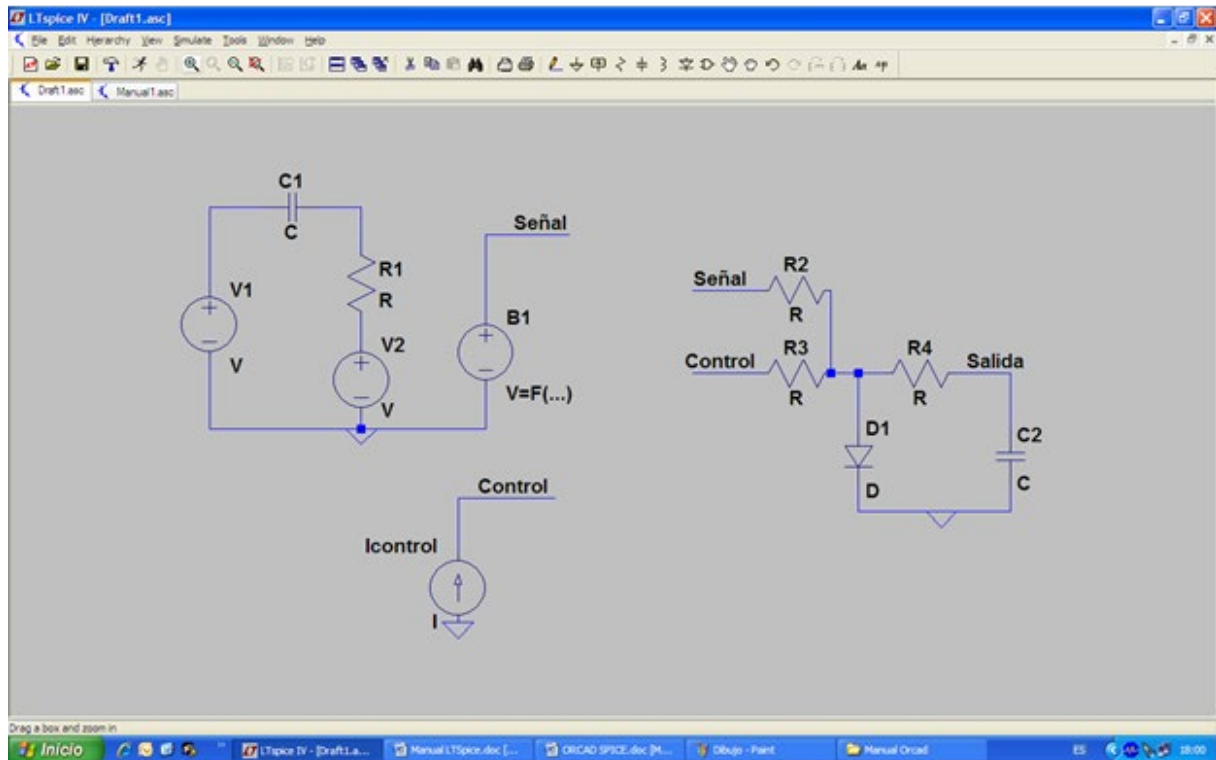 LTspice IV - [Draft1.asc]
File Edit Hierarchy View Simulate Tools Window Help
Draft1.asc Manual1.asc
C1
C
Señal
R1
R
V1
V
B1
V=F(...)
V2
V
Control
Icontrol
I
R2
Señal
R
Control
R3
R4
Salida
R
R
D1
D
C2
C
Drag a box and zoom in
Inicio
LTspice IV - [Draft1.a...
Manual LTSpice.doc [...
ORCAD SPICE.doc [M...
Dibujo - Paint
Manual Orcad
ES
18:00